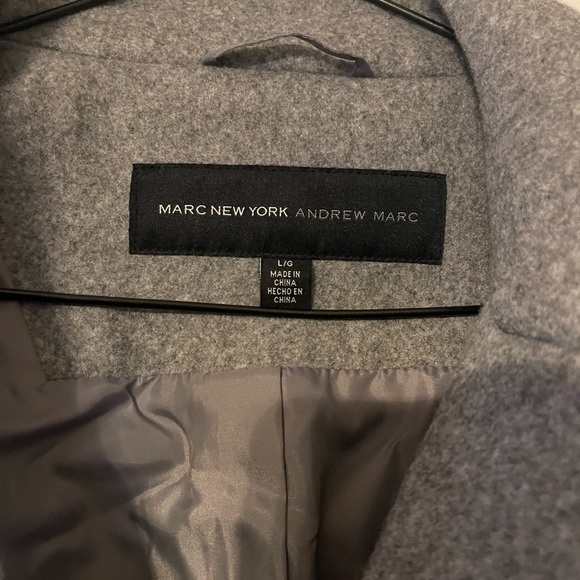 MARC NEW YORK ANDREW MARC
L/G
MADE IN
CHINA
HECHO EN
CHINA